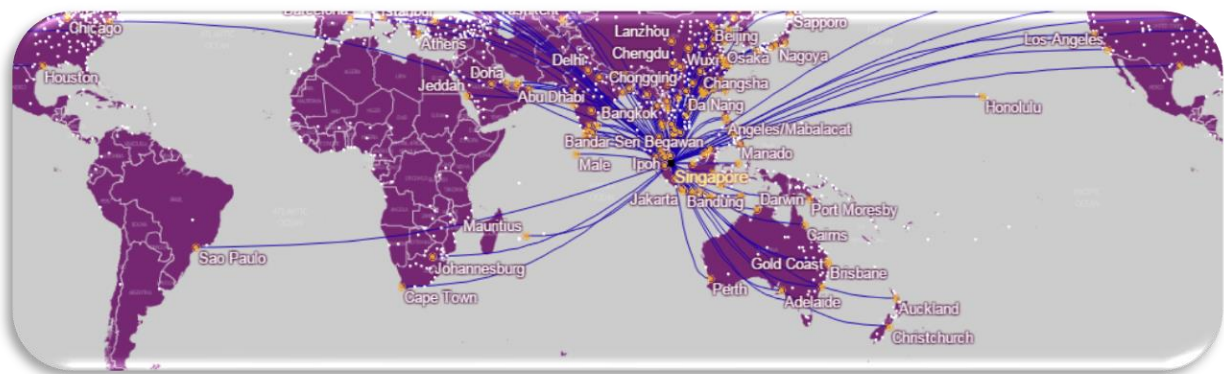 Chicago
Houston
Athens
Jeddah
Doha
Abu Dhabi
Delhi
Lanzhou
Chengdu
Chongqing
Beijing
Wuxi
Osaka
Nagoya
Sapporo
Changsha
Da Nang
Bangkok
Angeles/Mabalacat
Bandar Seri Begawan
Manado
Male
Ipoh
Singapore
Jakarta
Bandung
Darwin
Port Moresby
Cairns
Mauritius
Johannesburg
Cape Town
Sao Paulo
Gold Coast
Brisbane
Perth
Adelaide
Auckland
Christchurch
Los Angeles
Honolulu